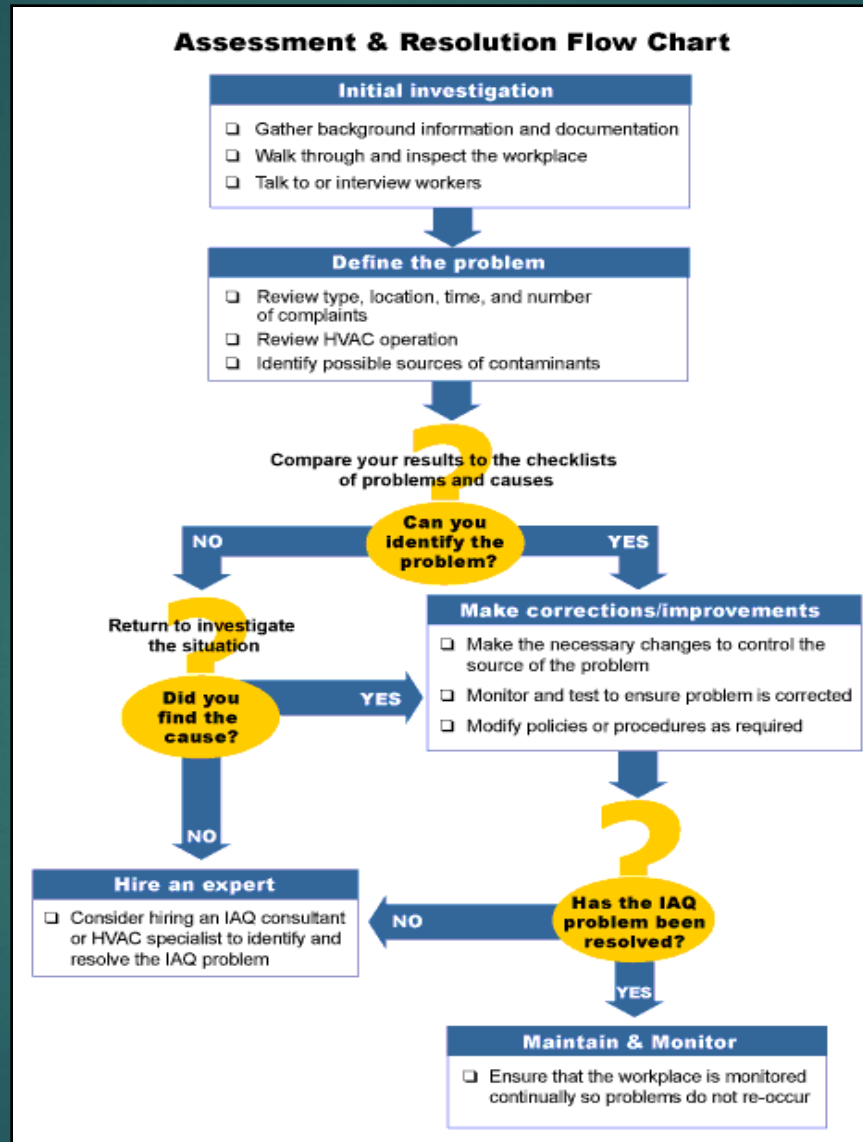 Assessment & Resolution Flow Chart
Initial investigation
❑ Gather background information and documentation
❑ Walk through and inspect the workplace
❑ Talk to or interview workers
Define the problem
❑ Review type, location, time, and number
of complaints
❑ Review HVAC operation
❑ Identify possible sources of contaminants
?
Compare your results to the checklists
of problems and causes
Can you
identify the
problem?
NO
YES
?
Return to investigate
the situation
Did you
find the
cause?
YES
Make corrections/improvements
❑ Make the necessary changes to control the
source of the problem
❑ Monitor and test to ensure problem is corrected
❑ Modify policies or procedures as required
NO
?
Hire an expert
❑ Consider hiring an IAQ consultant
or HVAC specialist to identify and
resolve the IAQ problem
NO
Has the IAQ
problem been
resolved?
YES
Maintain & Monitor
❑ Ensure that the workplace is monitored
continually so problems do not re-occur